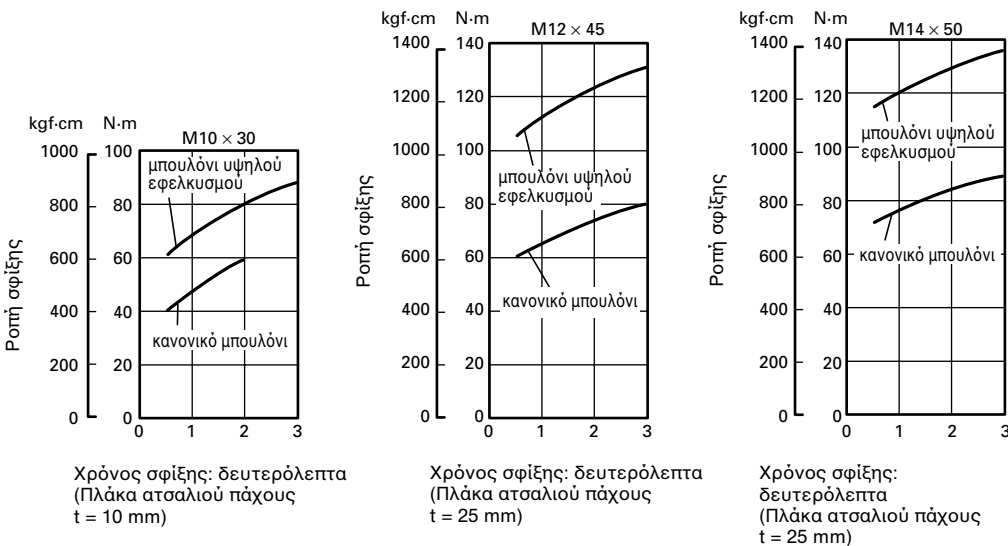 kgf·cm N·m
M10 × 30
1000 100
800 80
600 60
400 40
200 20
0 0
0 1 2 3
Ροπή σφίξης
μπουλόνι υψηλού
εφελκυσμού
κανονικό μπουλόνι
Χρόνος σφίξης: δευτερόλεπτα
(Πλάκα ατσαλιού πάχους
t = 10 mm)
kgf·cm N·m
M12 × 45
1400 140
1200 120
1000 100
800 80
600 60
400 40
200 20
0 0
0 1 2 3
Ροπή σφίξης
μπουλόνι υψηλού
εφελκυσμού
κανονικό μπουλόνι
Χρόνος σφίξης: δευτερόλεπτα
(Πλάκα ατσαλιού πάχους
t = 25 mm)
kgf·cm N·m
M14 × 50
1400 140
1200 120
1000 100
800 80
600 60
400 40
200 20
0 0
0 1 2 3
Ροπή σφίξης
μπουλόνι υψηλού
εφελκυσμού
κανονικό μπουλόνι
Χρόνος σφίξης:
δευτερόλεπτα
(Πλάκα ατσαλιού πάχους
t = 25 mm)